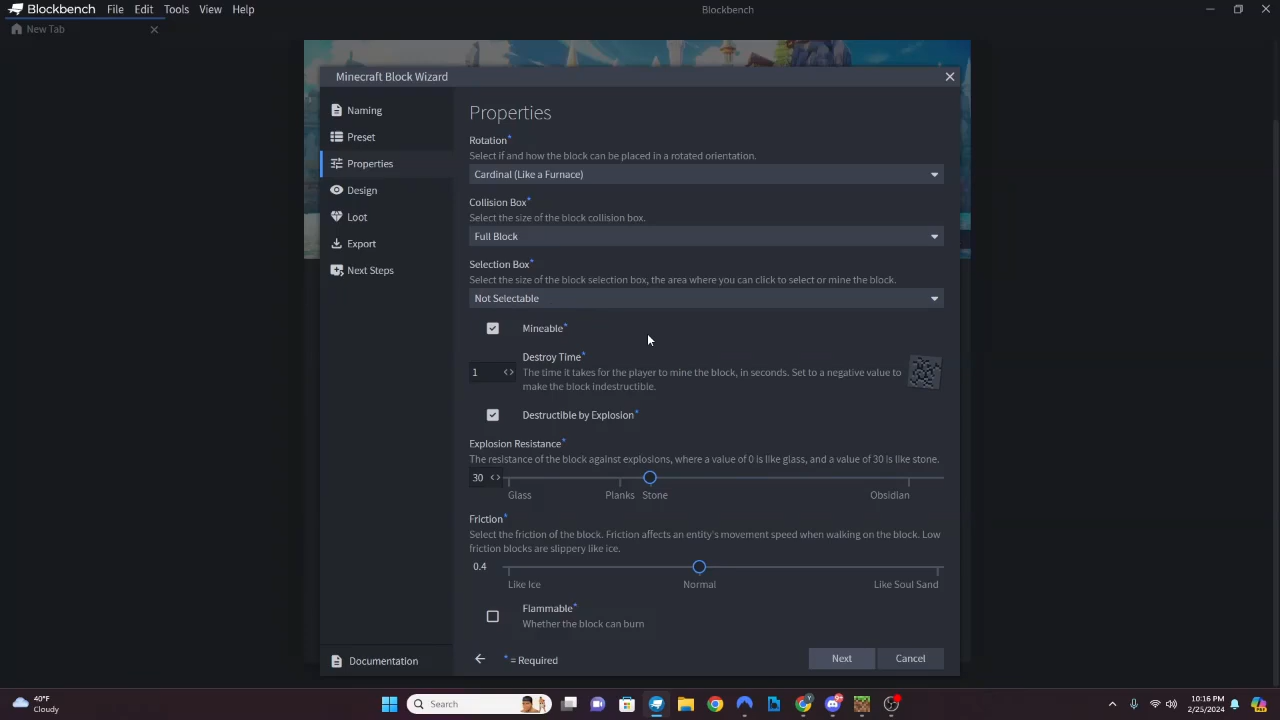 Blockbench File Edit Tools View Help Blockbench
New Tab
Minecraft Block Wizard
Naming
Preset
Properties
Design
Loot
Export
Next Steps
Documentation
Properties
Rotation*
Select if and how the block can be placed in a rotated orientation.
Cardinal (Like a Furnace)
Collision Box*
Select the size of the block collision box.
Full Block
Selection Box*
Select the size of the block selection box, the area where you can click to select or mine the block.
Not Selectable
Mineable*
Destroy Time*
1
The time it takes for the player to mine the block, in seconds. Set to a negative value to
make the block indestructible.
Destructible by Explosion*
Explosion Resistance*
The resistance of the block against explosions, where a value of 0 is like glass, and a value of 30 is like stone.
30
Glass Planks Stone Obsidian
Friction*
Select the friction of the block. Friction affects an entity's movement speed when walking on the block. Low
friction blocks are slippery like ice.
0.4
Like Ice Normal Like Soul Sand
Flammable*
Whether the block can burn
* = Required
Next Cancel
40°F
Cloudy
Search
10:16 PM
2/25/2024